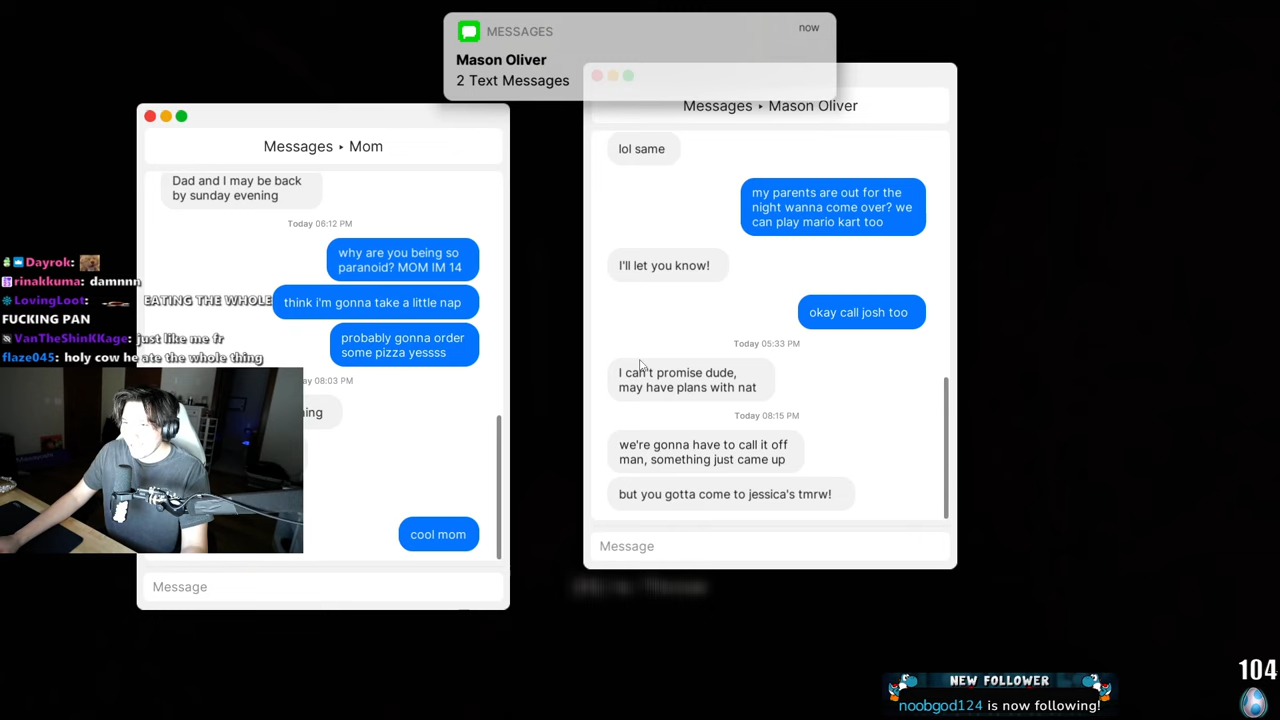 MESSAGES
now
Mason Oliver
2 Text Messages
Messages ‣ Mom
Dad and I may be back
by sunday evening
Today 06:12 PM
why are you being so
paranoid? MOM IM 14
think i'm gonna take a little nap
probably gonna order
some pizza yessss
day 08:03 PM
ing
cool mom
Message
Messages ‣ Mason Oliver
lol same
my parents are out for the
night wanna come over? we
can play mario kart too
I'll let you know!
okay call josh too
Today 05:33 PM
I can't promise dude,
may have plans with nat
Today 08:15 PM
we're gonna have to call it off
man, something just came up
but you gotta come to jessica's tmrw!
Message
Dayrok:
rinakkuma: damnnn
LovingLoot: EATING THE WHOLE
FUCKING PAN
VanTheShinKKage: just like me fr
flaze045: holy cow he ate the whole thing
104
NEW FOLLOWER
noobgod124 is now following!